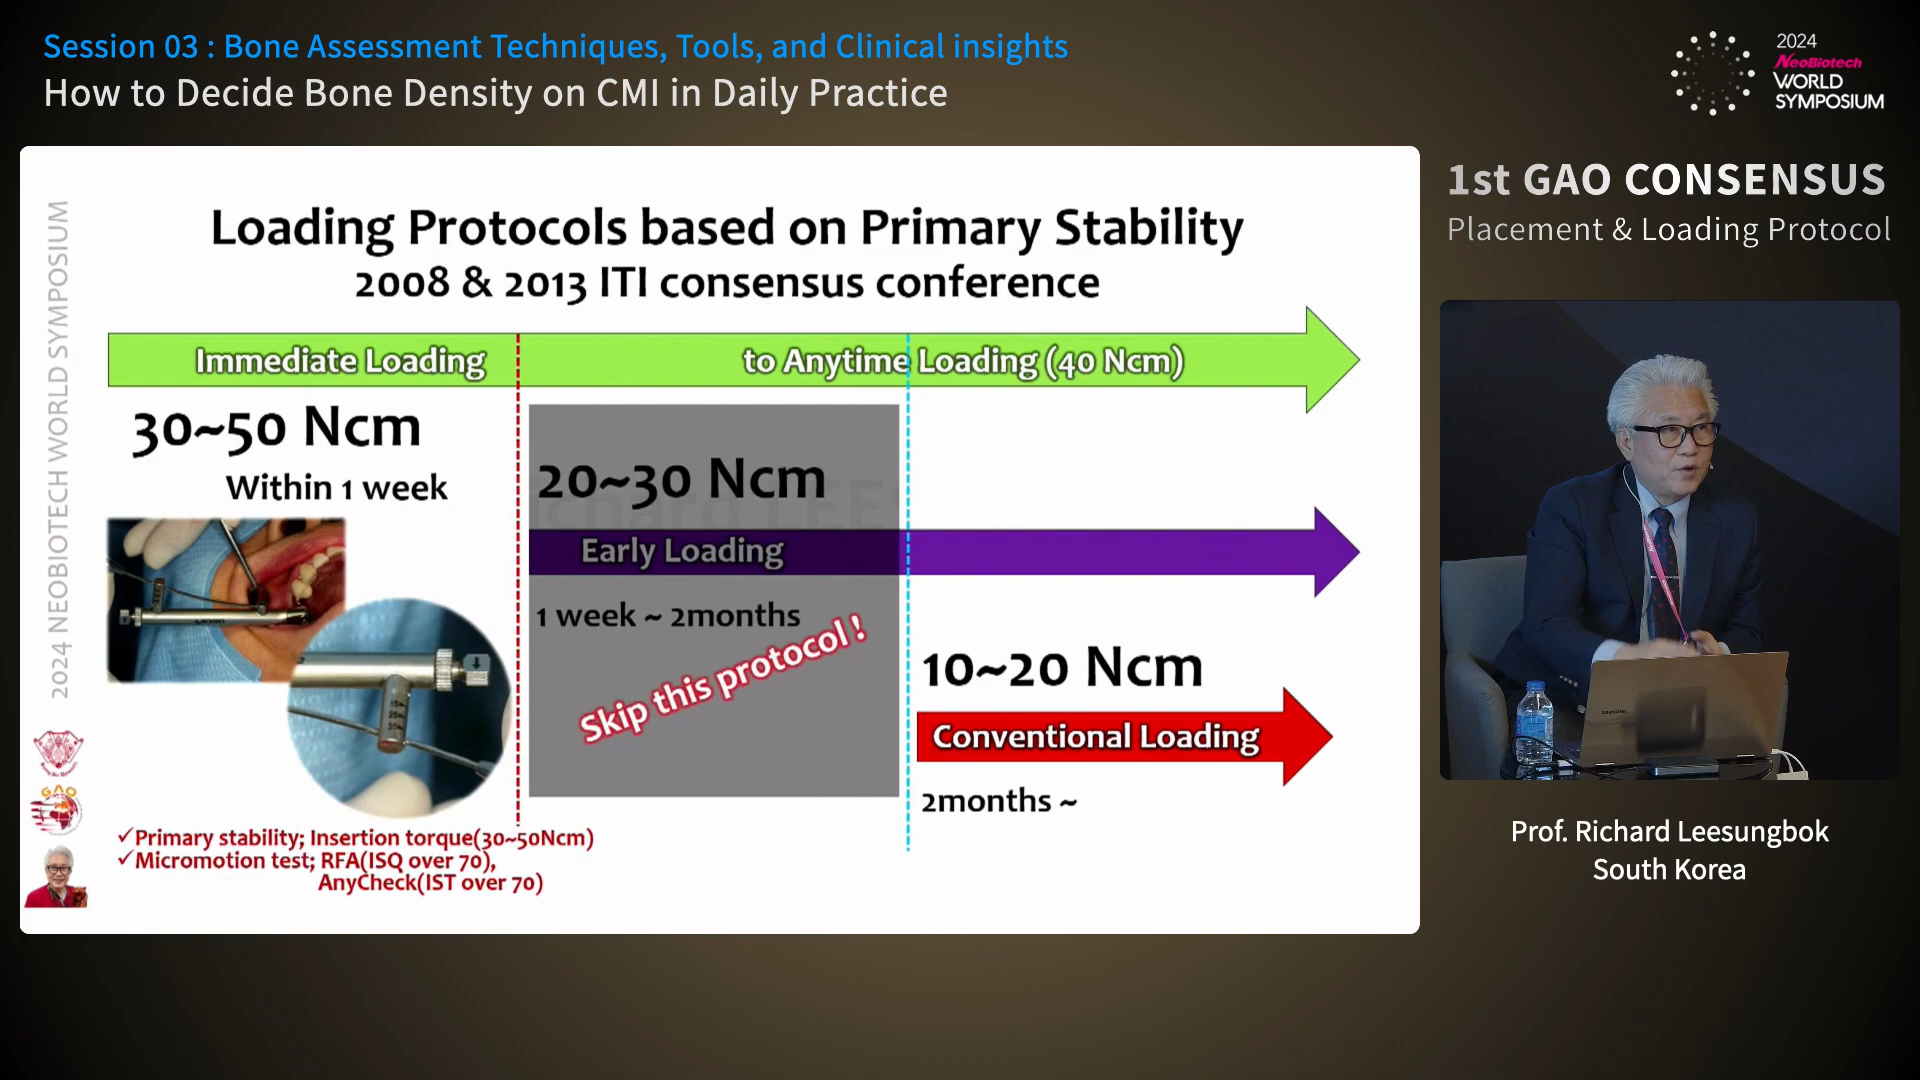 Session 03 : Bone Assessment Techniques, Tools, and Clinical insights
How to Decide Bone Density on CMI in Daily Practice
2024
NeoBiotech
WORLD
SYMPOSIUM
1st GAO CONSENSUS
Placement & Loading Protocol
2024 NEOBIOTECH WORLD SYMPOSIUM
Loading Protocols based on Primary Stability
2008 & 2013 ITI consensus conference
Immediate Loading
to Anytime Loading (40 Ncm)
30~50 Ncm
Within 1 week
20~30 Ncm
Early Loading
1 week ~ 2months
Skip this protocol !
10~20 Ncm
Conventional Loading
2months ~
✓Primary stability; Insertion torque(30~50Ncm)
✓Micromotion test; RFA(ISQ over 70),
AnyCheck(IST over 70)
GAO
Prof. Richard Leesungbok
South Korea